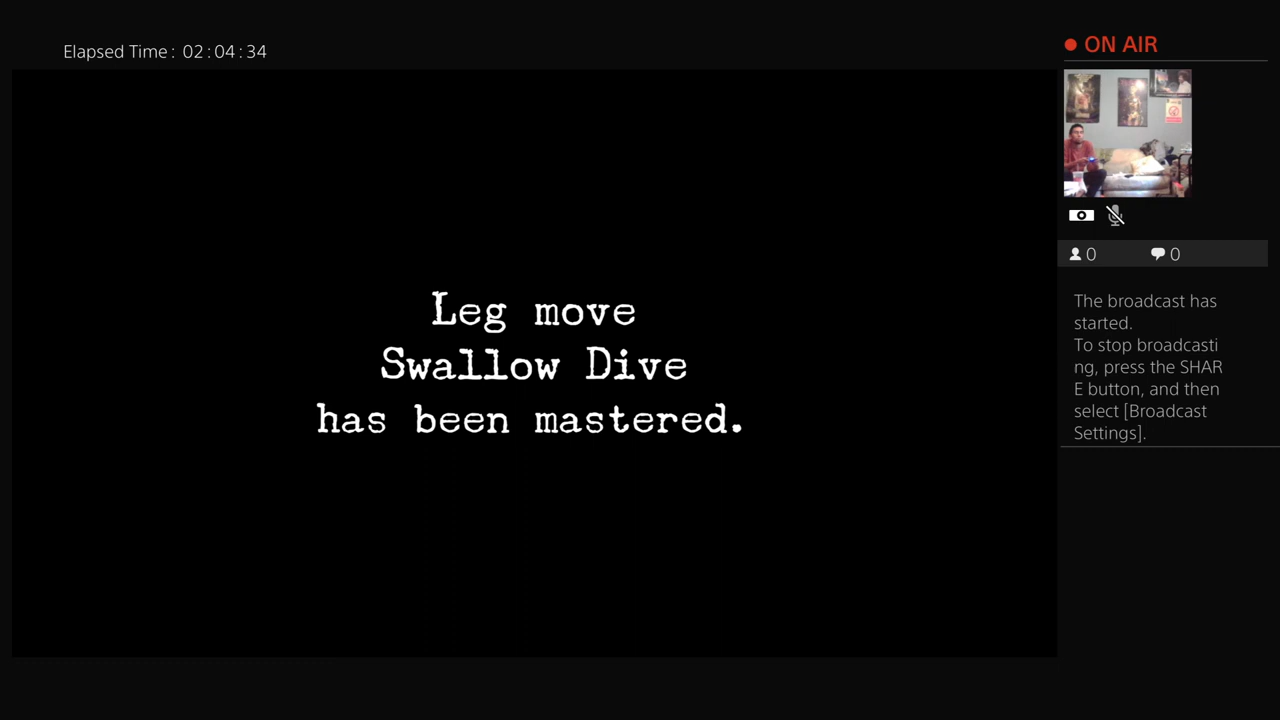 Elapsed Time : 02 : 04 : 34
ON AIR
0
0
Leg move
Swallow Dive
has been mastered.
The broadcast has
started.
To stop broadcasti
ng, press the SHAR
E button, and then
select [Broadcast
Settings].